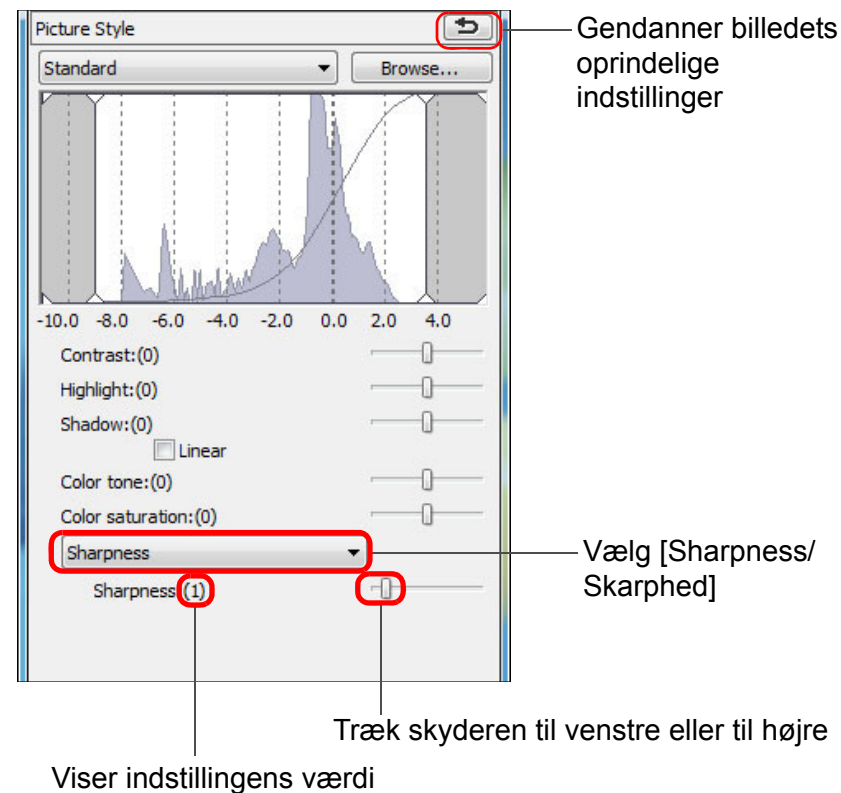 Picture Style
Gendanner billedets
oprindelige
indstillinger
Standard
Browse...
-10.0 -8.0 -6.0 -4.0 -2.0 0.0 2.0 4.0
Contrast:(0)
Highlight:(0)
Shadow:(0)
Linear
Color tone:(0)
Color saturation:(0)
Sharpness
Vælg [Sharpness/
Skarphed]
Sharpness (1)
Træk skyderen til venstre eller til højre
Viser indstillingens værdi